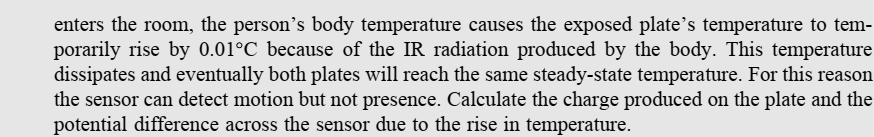 enters the room, the person’s body temperature causes the exposed plate’s temperature to tem-
porarily rise by 0.01°C because of the IR radiation produced by the body. This temperature
dissipates and eventually both plates will reach the same steady-state temperature. For this reason
the sensor can detect motion but not presence. Calculate the charge produced on the plate and the
potential difference across the sensor due to the rise in temperature.